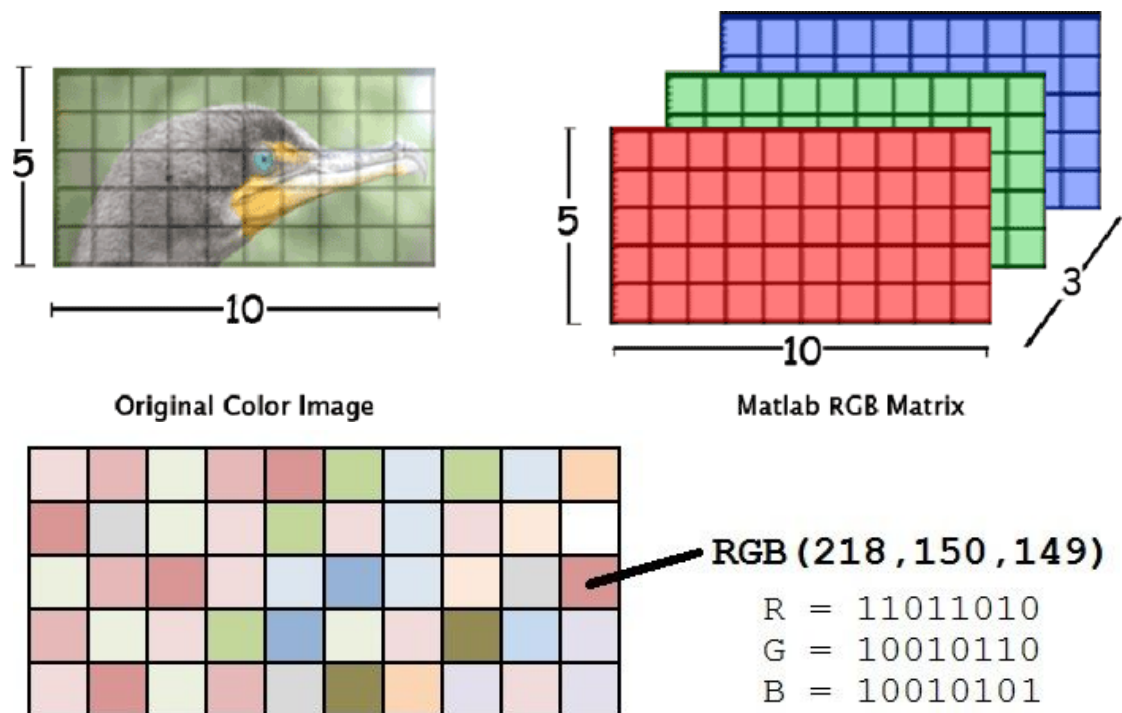 5
10
5
10
3
Original Color Image
Matlab RGB Matrix
RGB(218,150,149)
R = 11011010
G = 10010110
B = 10010101